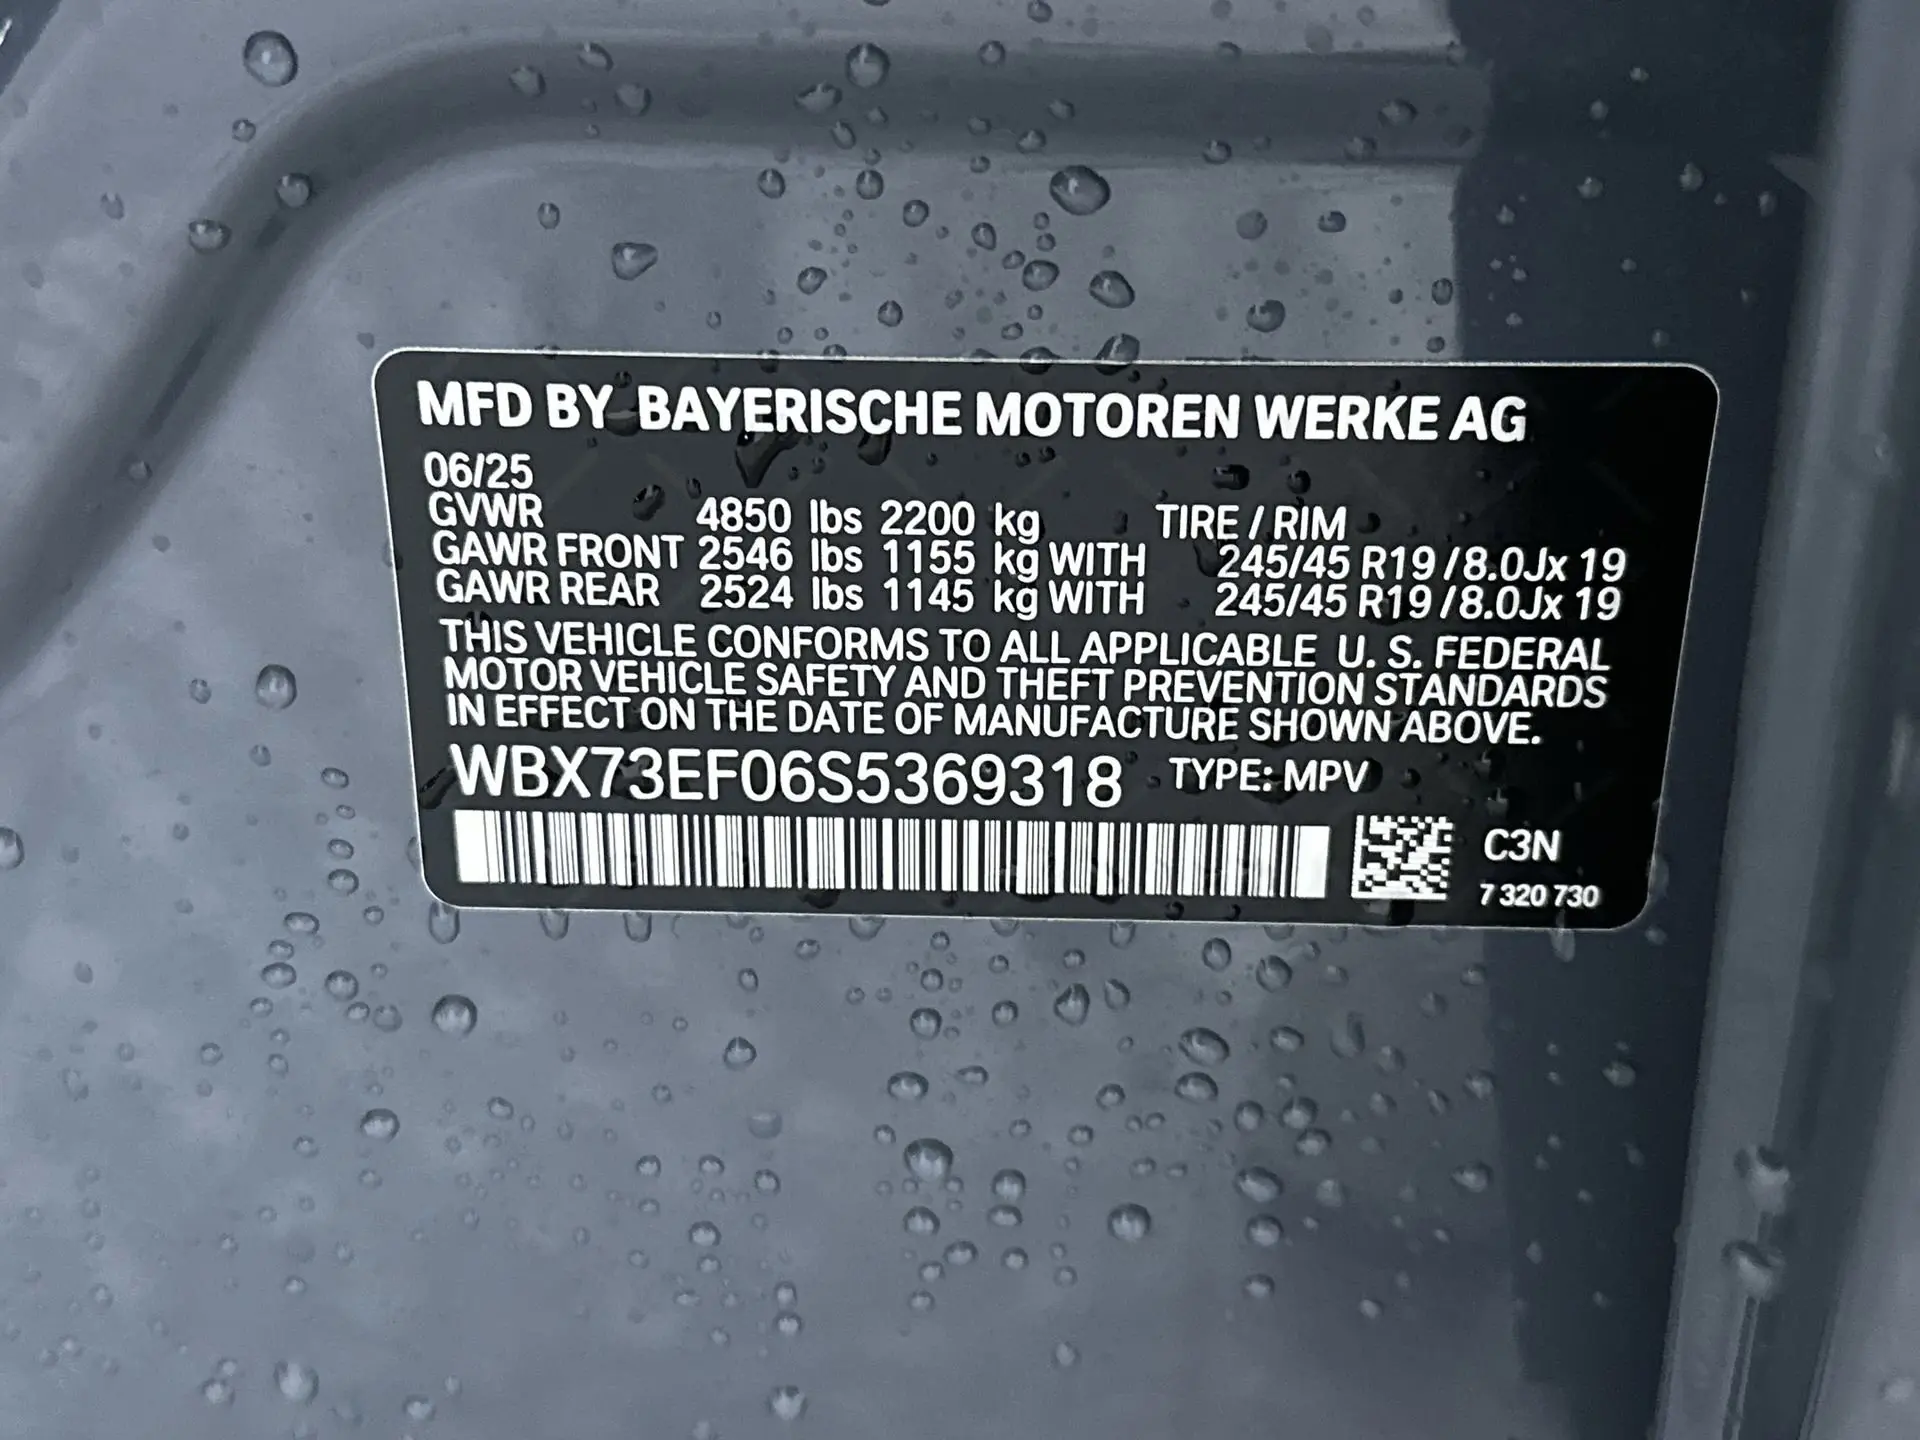 MFD BY BAYERISCHE MOTOREN WERKE AG
06/25
GVWR 4850 lbs 2200 kg TIRE / RIM
GAWR FRONT 2546 lbs 1155 kg WITH 245/45 R19 / 8.0Jx 19
GAWR REAR 2524 lbs 1145 kg WITH 245/45 R19 / 8.0Jx 19
THIS VEHICLE CONFORMS TO ALL APPLICABLE U. S. FEDERAL
MOTOR VEHICLE SAFETY AND THEFT PREVENTION STANDARDS
IN EFFECT ON THE DATE OF MANUFACTURE SHOWN ABOVE.
WBX73EF06S5369318 TYPE: MPV
C3N
7 320 730